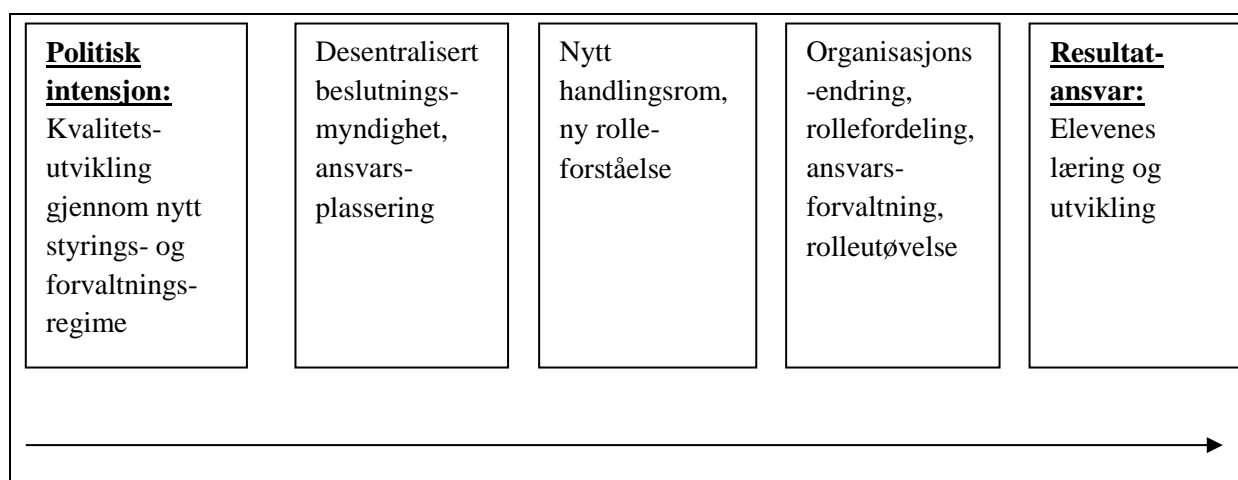 Politisk
intensjon:
Kvalitets-
utvikling
gjennom nytt
styrings- og
forvaltnings-
regime
Desentralisert
beslutnings-
myndighet,
ansvars-
plassering
Nytt
handlingsrom,
ny rolle-
forståelse
Organisasjons
-endring,
rollefordeling,
ansvars-
forvaltning,
rolleutøvelse
Resultat-
ansvar:
Elevenes
læring og
utvikling